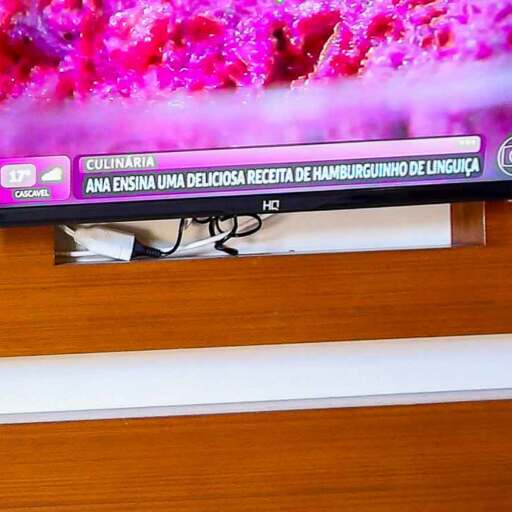 CULINÁRIA
17°
CASCAVEL
ANA ENSINA UMA DELICIOSA RECEITA DE HAMBURGUINHO DE LINGUIÇA
HQ